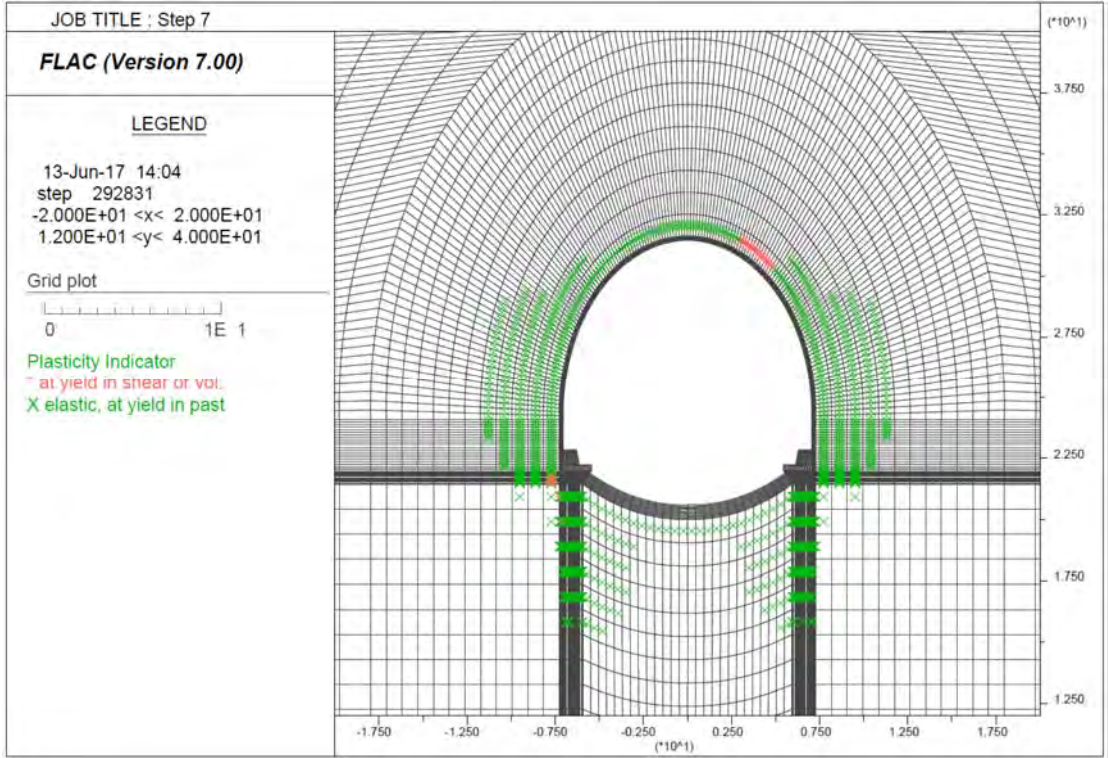 JOB TITLE : Step 7
FLAC (Version 7.00)
LEGEND
13-Jun-17 14:04
step 292831
-2.000E+01 <x< 2.000E+01
1.200E+01 <y< 4.000E+01
Grid plot
0 1E 1
Plasticity Indicator
* at yield in shear or vol.
X elastic, at yield in past
(*10^1)
3.750
3.250
2.750
2.250
1.750
1.250
-1.750 -1.250 -0.750 -0.250 0.250 0.750 1.250 1.750
(*10^1)